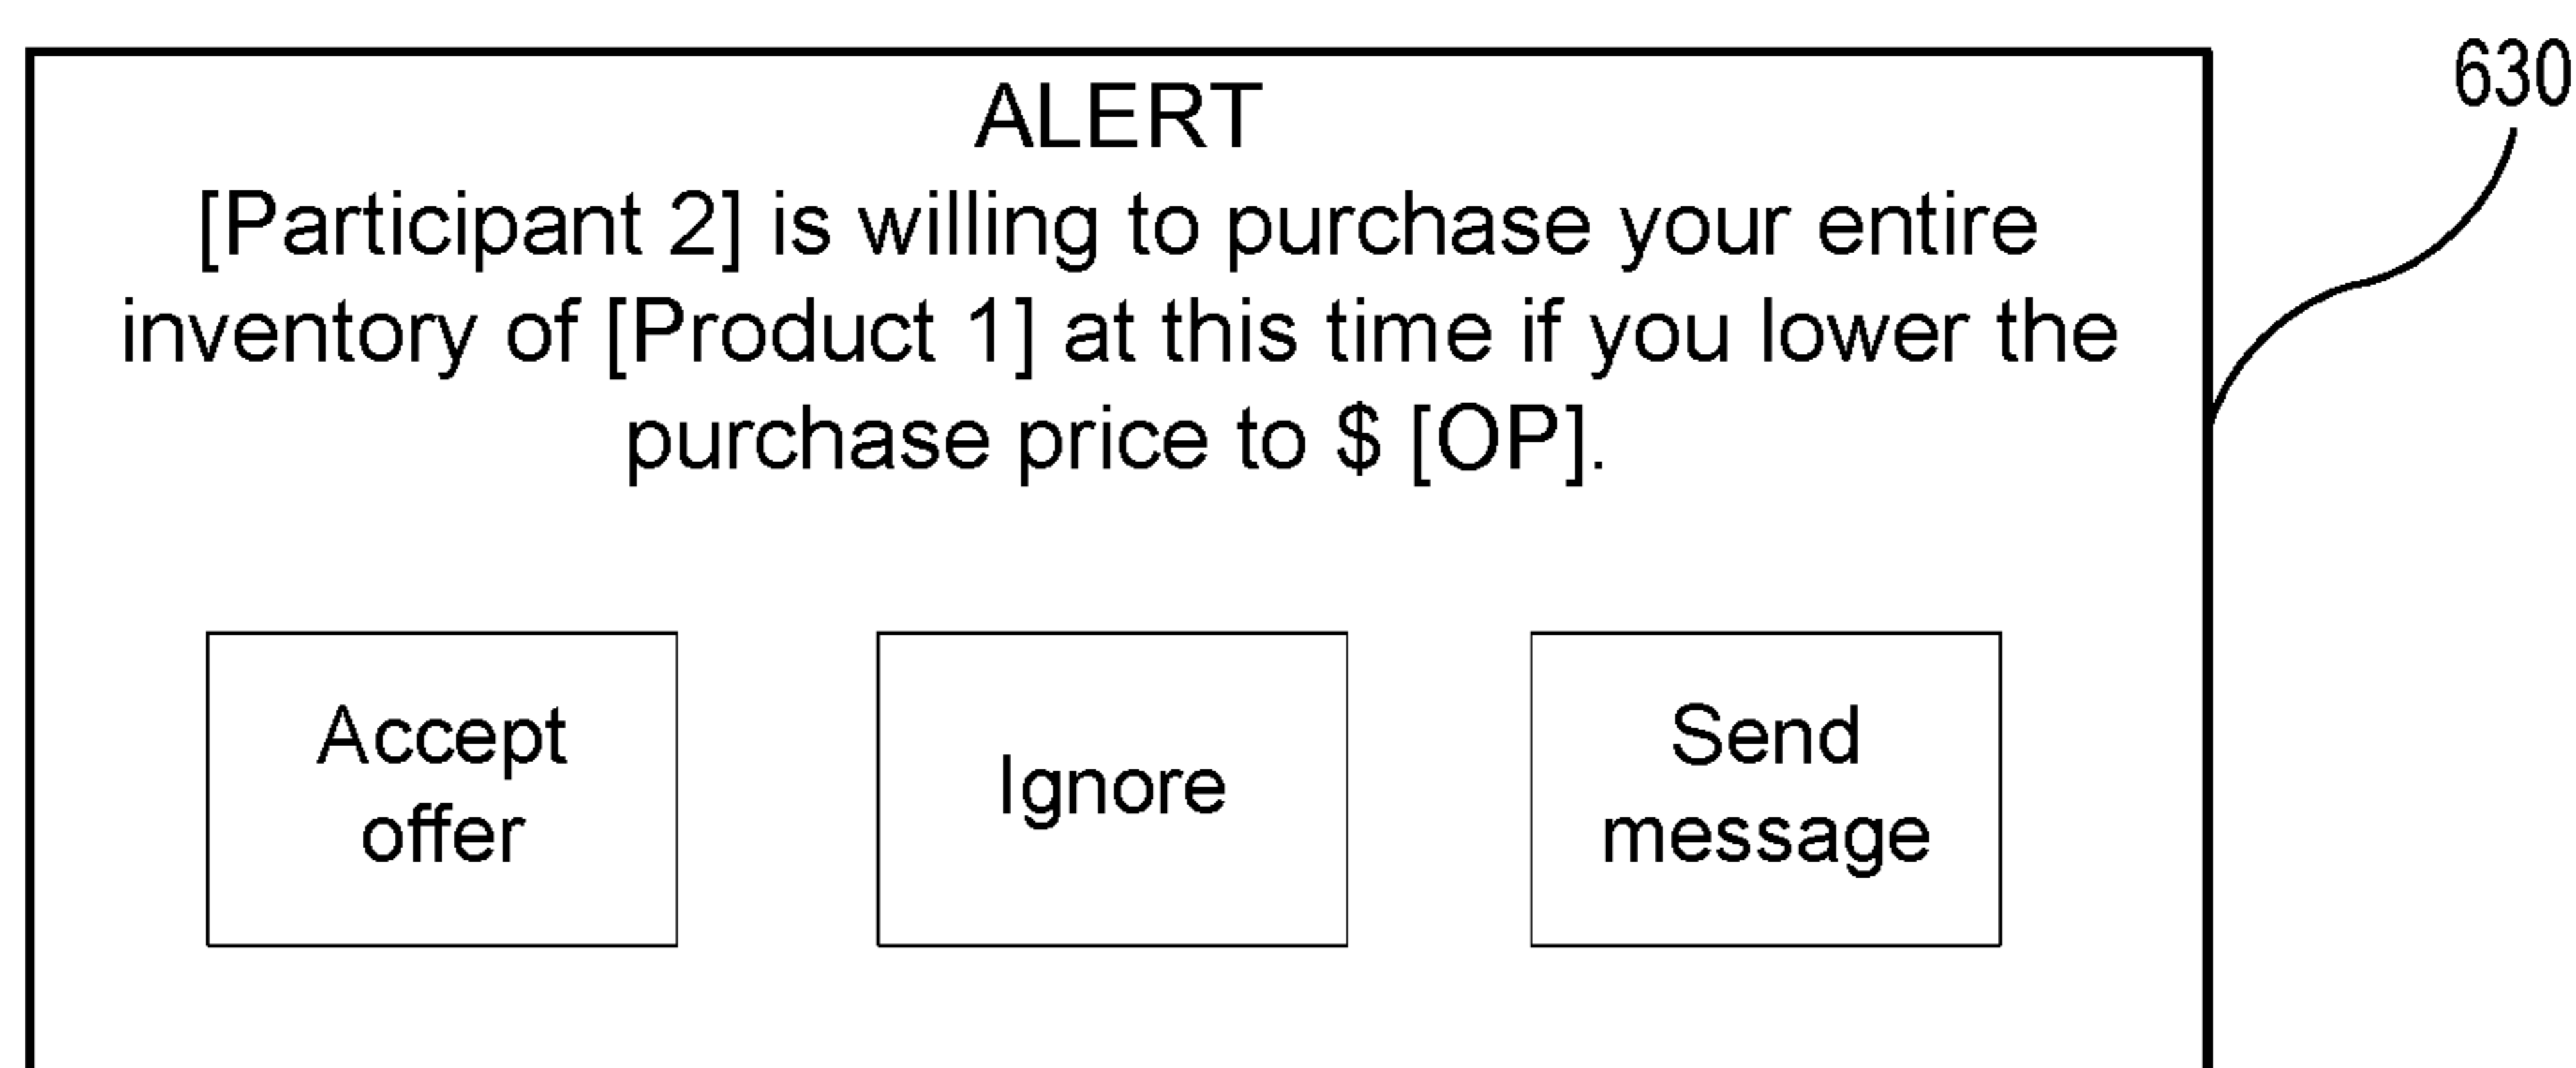 630
ALERT
[Participant 2] is willing to purchase your entire
inventory of [Product 1] at this time if you lower the
purchase price to $ [OP].
Accept
offer
Ignore
Send
message